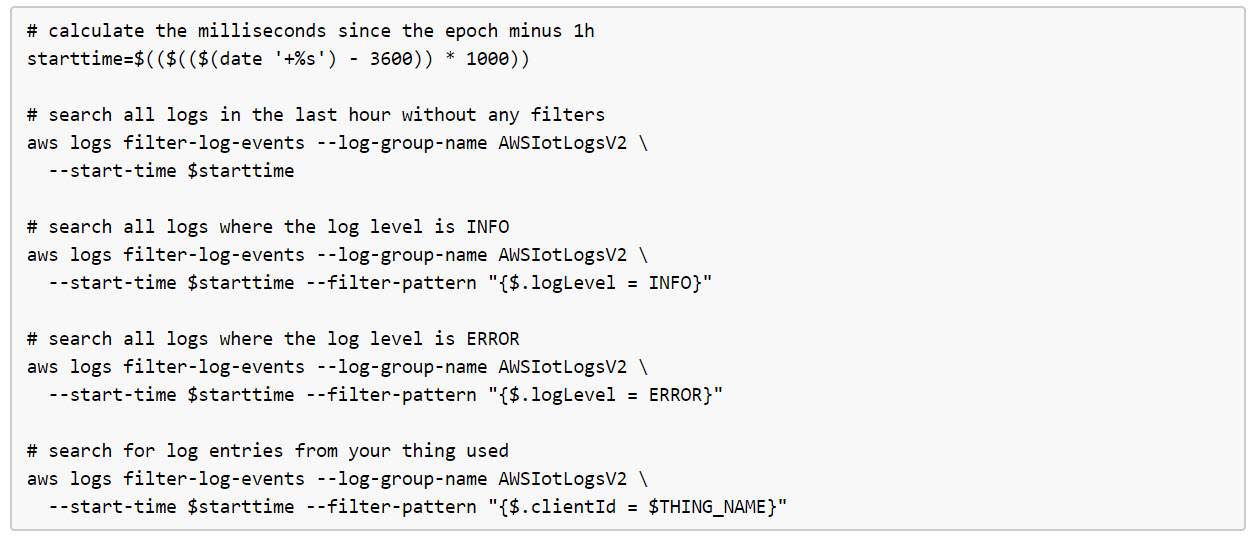 # calculate the milliseconds since the epoch minus 1h
starttime=$(($(($(date '+%s') - 3600)) * 1000))

# search all logs in the last hour without any filters
aws logs filter-log-events --log-group-name AWSIotLogsV2 \
  --start-time $starttime

# search all logs where the log level is INFO
aws logs filter-log-events --log-group-name AWSIotLogsV2 \
  --start-time $starttime --filter-pattern "{$.logLevel = INFO}"

# search all logs where the log level is ERROR
aws logs filter-log-events --log-group-name AWSIotLogsV2 \
  --start-time $starttime --filter-pattern "{$.logLevel = ERROR}"

# search for log entries from your thing used
aws logs filter-log-events --log-group-name AWSIotLogsV2 \
  --start-time $starttime --filter-pattern "{$.clientId = $THING_NAME}"